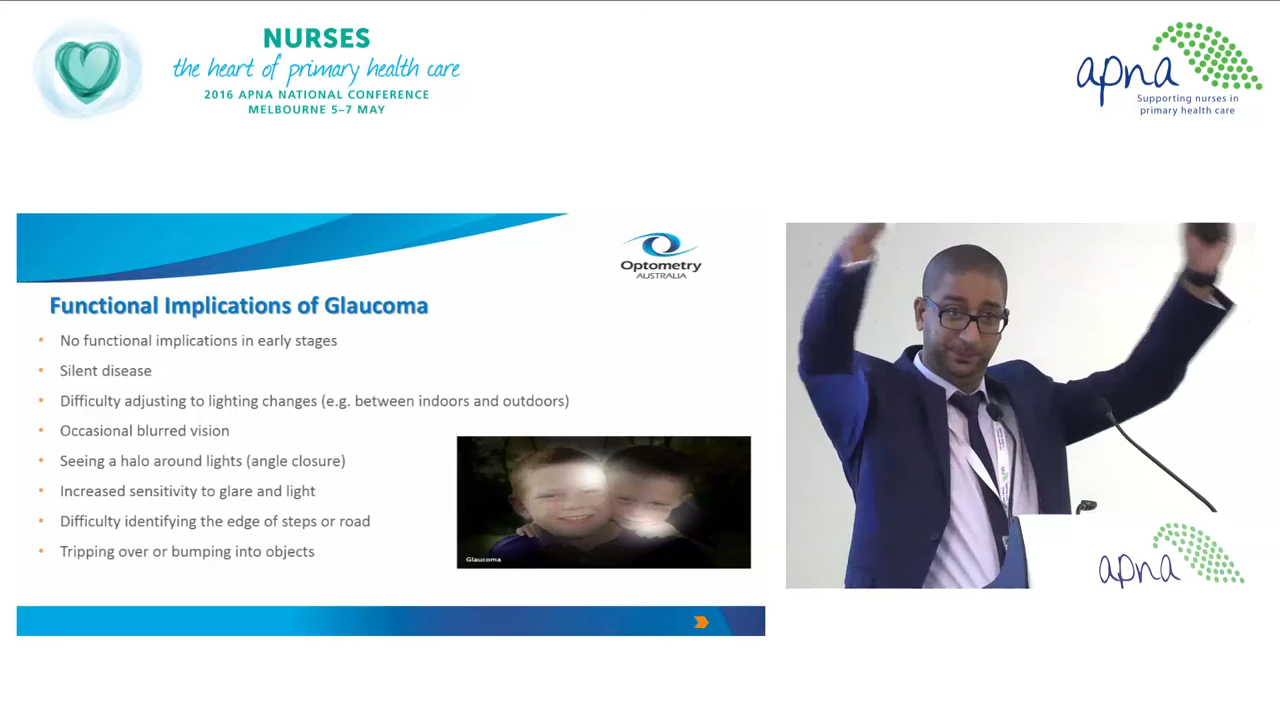 NURSES
the heart of primary health care
2016 APNA NATIONAL CONFERENCE
MELBOURNE 5–7 MAY
apna
Supporting nurses in
primary health care
Optometry
AUSTRALIA
Functional Implications of Glaucoma
• No functional implications in early stages
• Silent disease
• Difficulty adjusting to lighting changes (e.g. between indoors and outdoors)
• Occasional blurred vision
• Seeing a halo around lights (angle closure)
• Increased sensitivity to glare and light
• Difficulty identifying the edge of steps or road
• Tripping over or bumping into objects
Glaucoma
apna